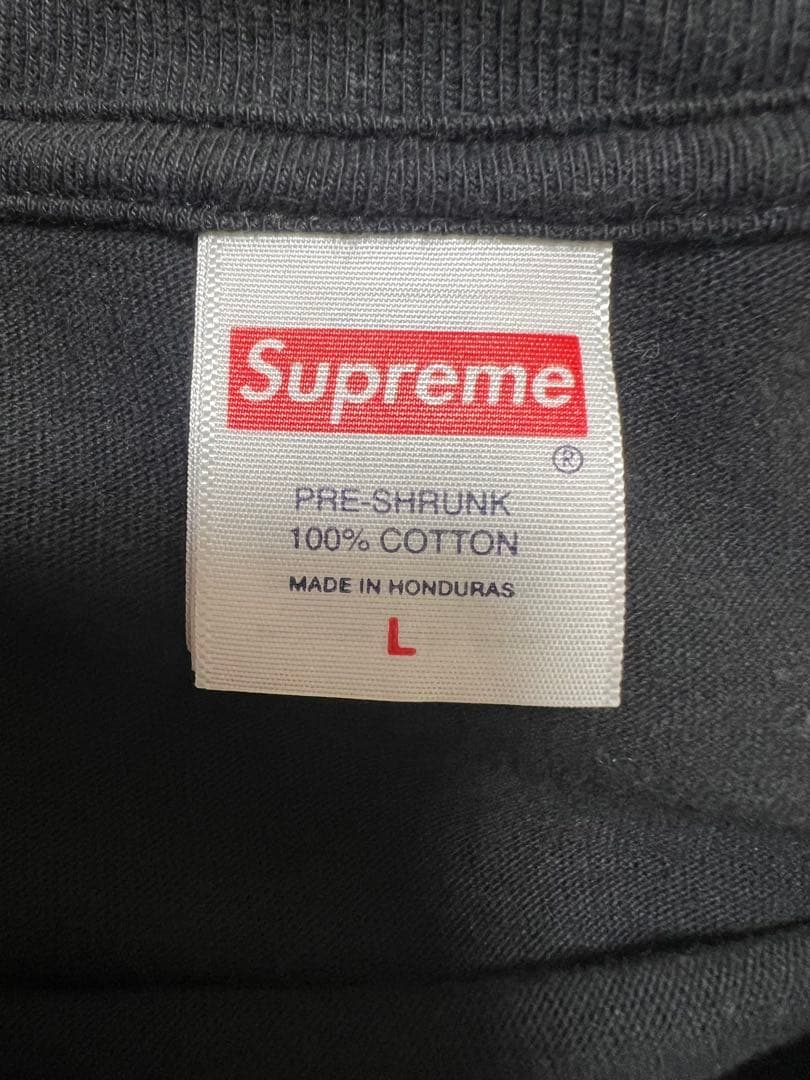 Supreme
®
PRE-SHRUNK
100% COTTON
MADE IN HONDURAS
L